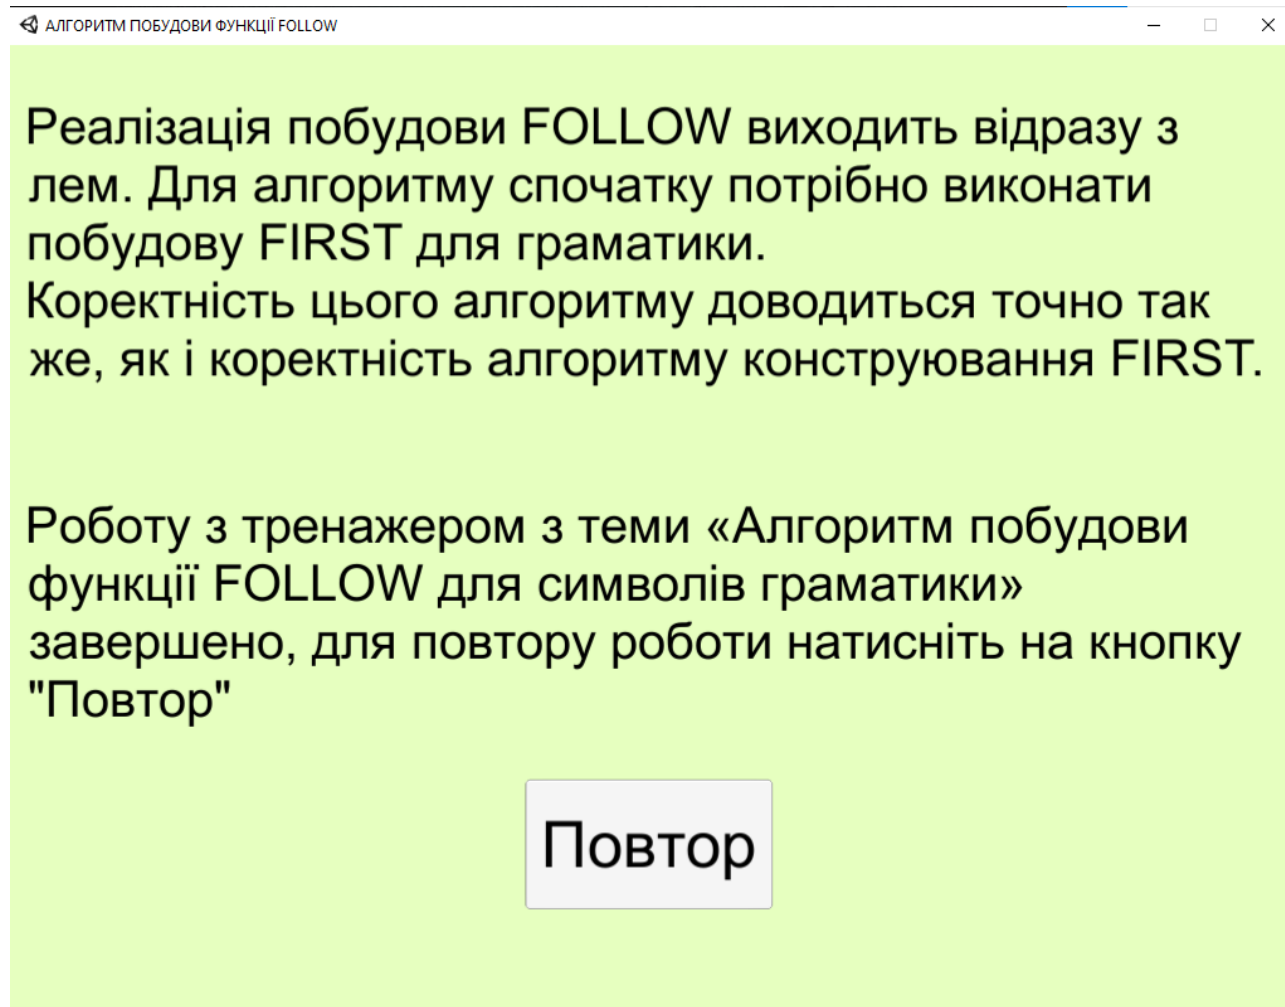 АЛГОРИТМ ПОБУДОВИ ФУНКЦІЇ FOLLOW
Реалізація побудови FOLLOW виходить відразу з
лем. Для алгоритму спочатку потрібно виконати
побудову FIRST для граматики.
Коректність цього алгоритму доводиться точно так
же, як і коректність алгоритму конструювання FIRST.
Роботу з тренажером з теми «Алгоритм побудови
функції FOLLOW для символів граматики»
завершено, для повтору роботи натисніть на кнопку
"Повтор"
Повтор